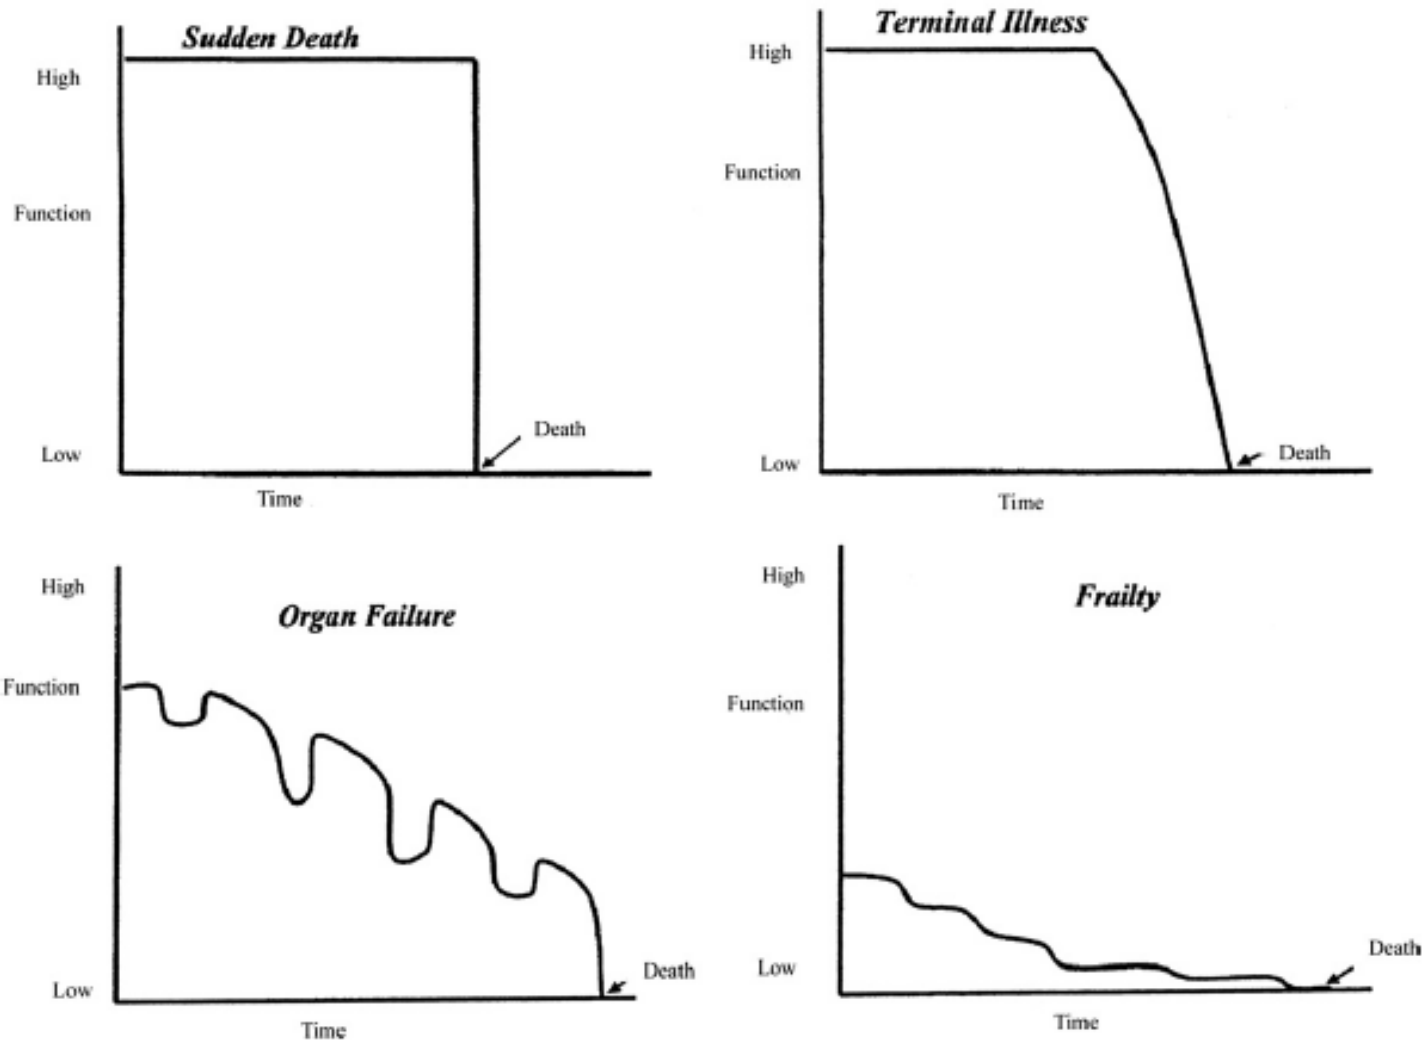 Sudden Death
High
Function
Low
Death
Time
Terminal Illness
High
Function
Low
Death
Time
High
Organ Failure
Function
Death
Low
Time
High
Frailty
Function
Death
Low
Time